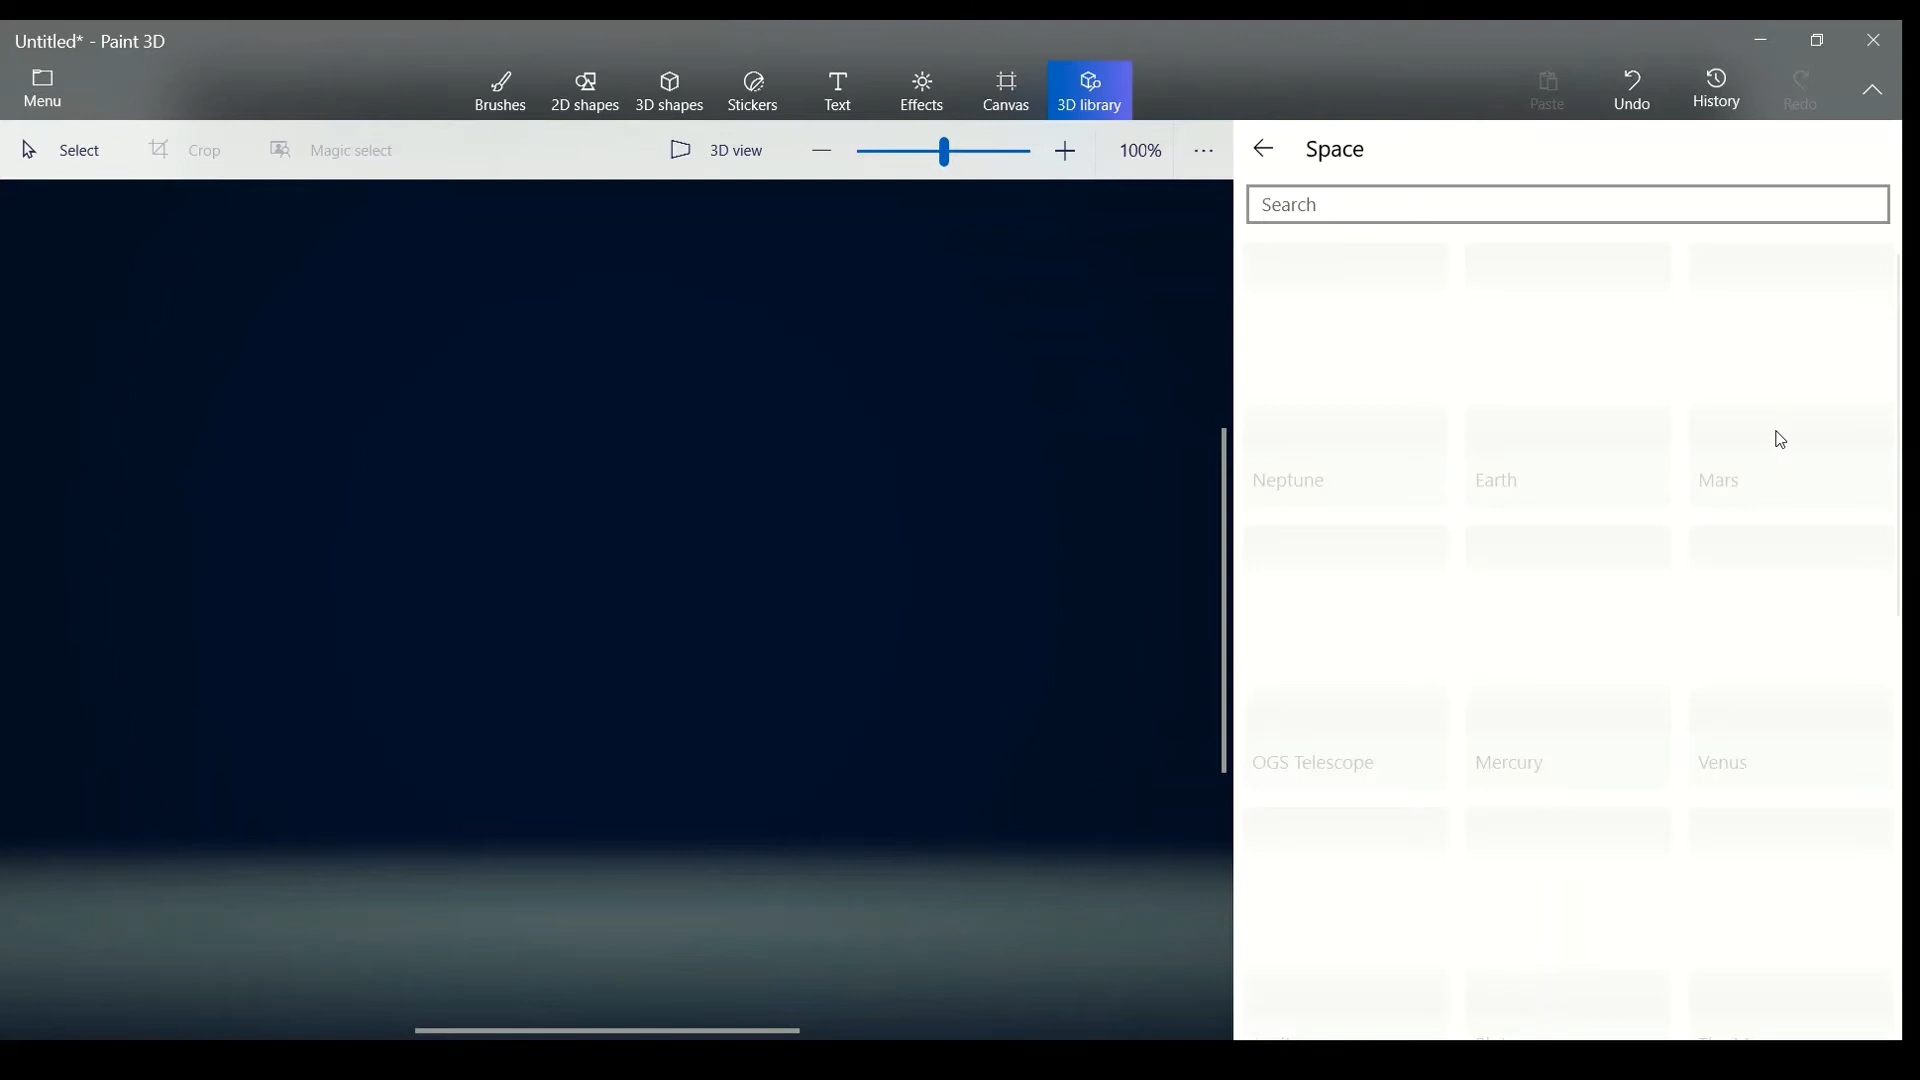 Untitled* - Paint 3D
Menu
Brushes
2D shapes
3D shapes
Stickers
Text
Effects
Canvas
3D library
Paste
Undo
History
Redo
Select
Crop
Magic select
3D view
100%
Space
Search
Neptune
Earth
Mars
OGS Telescope
Mercury
Venus